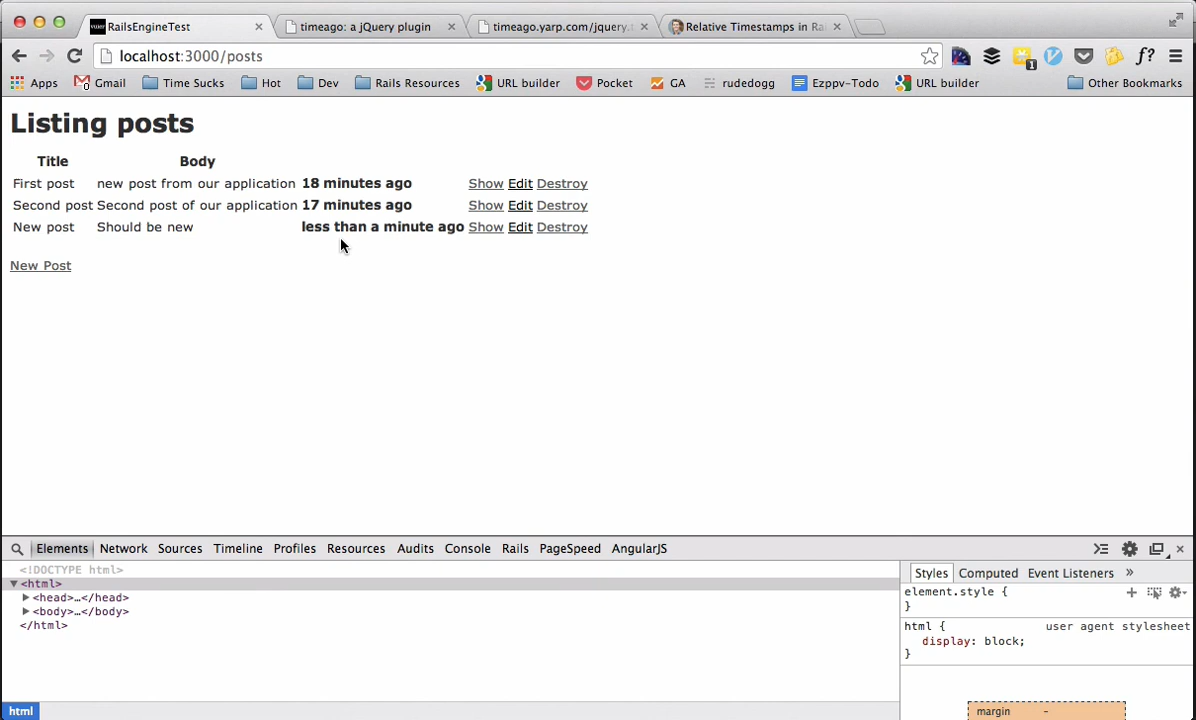 RailsEngineTest timeago: a jQuery plugin timeago.yarp.com/jquery. Relative Timestamps in Ra
localhost:3000/posts 1 f?
Apps Gmail Time Sucks Hot Dev Rails Resources URL builder Pocket GA rudedogg Ezppv-Todo URL builder Other Bookmarks
Listing posts
Title Body
First post new post from our application 18 minutes ago Show Edit Destroy
Second post Second post of our application 17 minutes ago Show Edit Destroy
New post Should be new less than a minute ago Show Edit Destroy
New Post
Elements Network Sources Timeline Profiles Resources Audits Console Rails PageSpeed AngularJS
<!DOCTYPE html>
<html>
<head>…</head>
<body>…</body>
</html>
html
Styles Computed Event Listeners »
element.style {
}
html { user agent stylesheet
display: block;
}
margin -